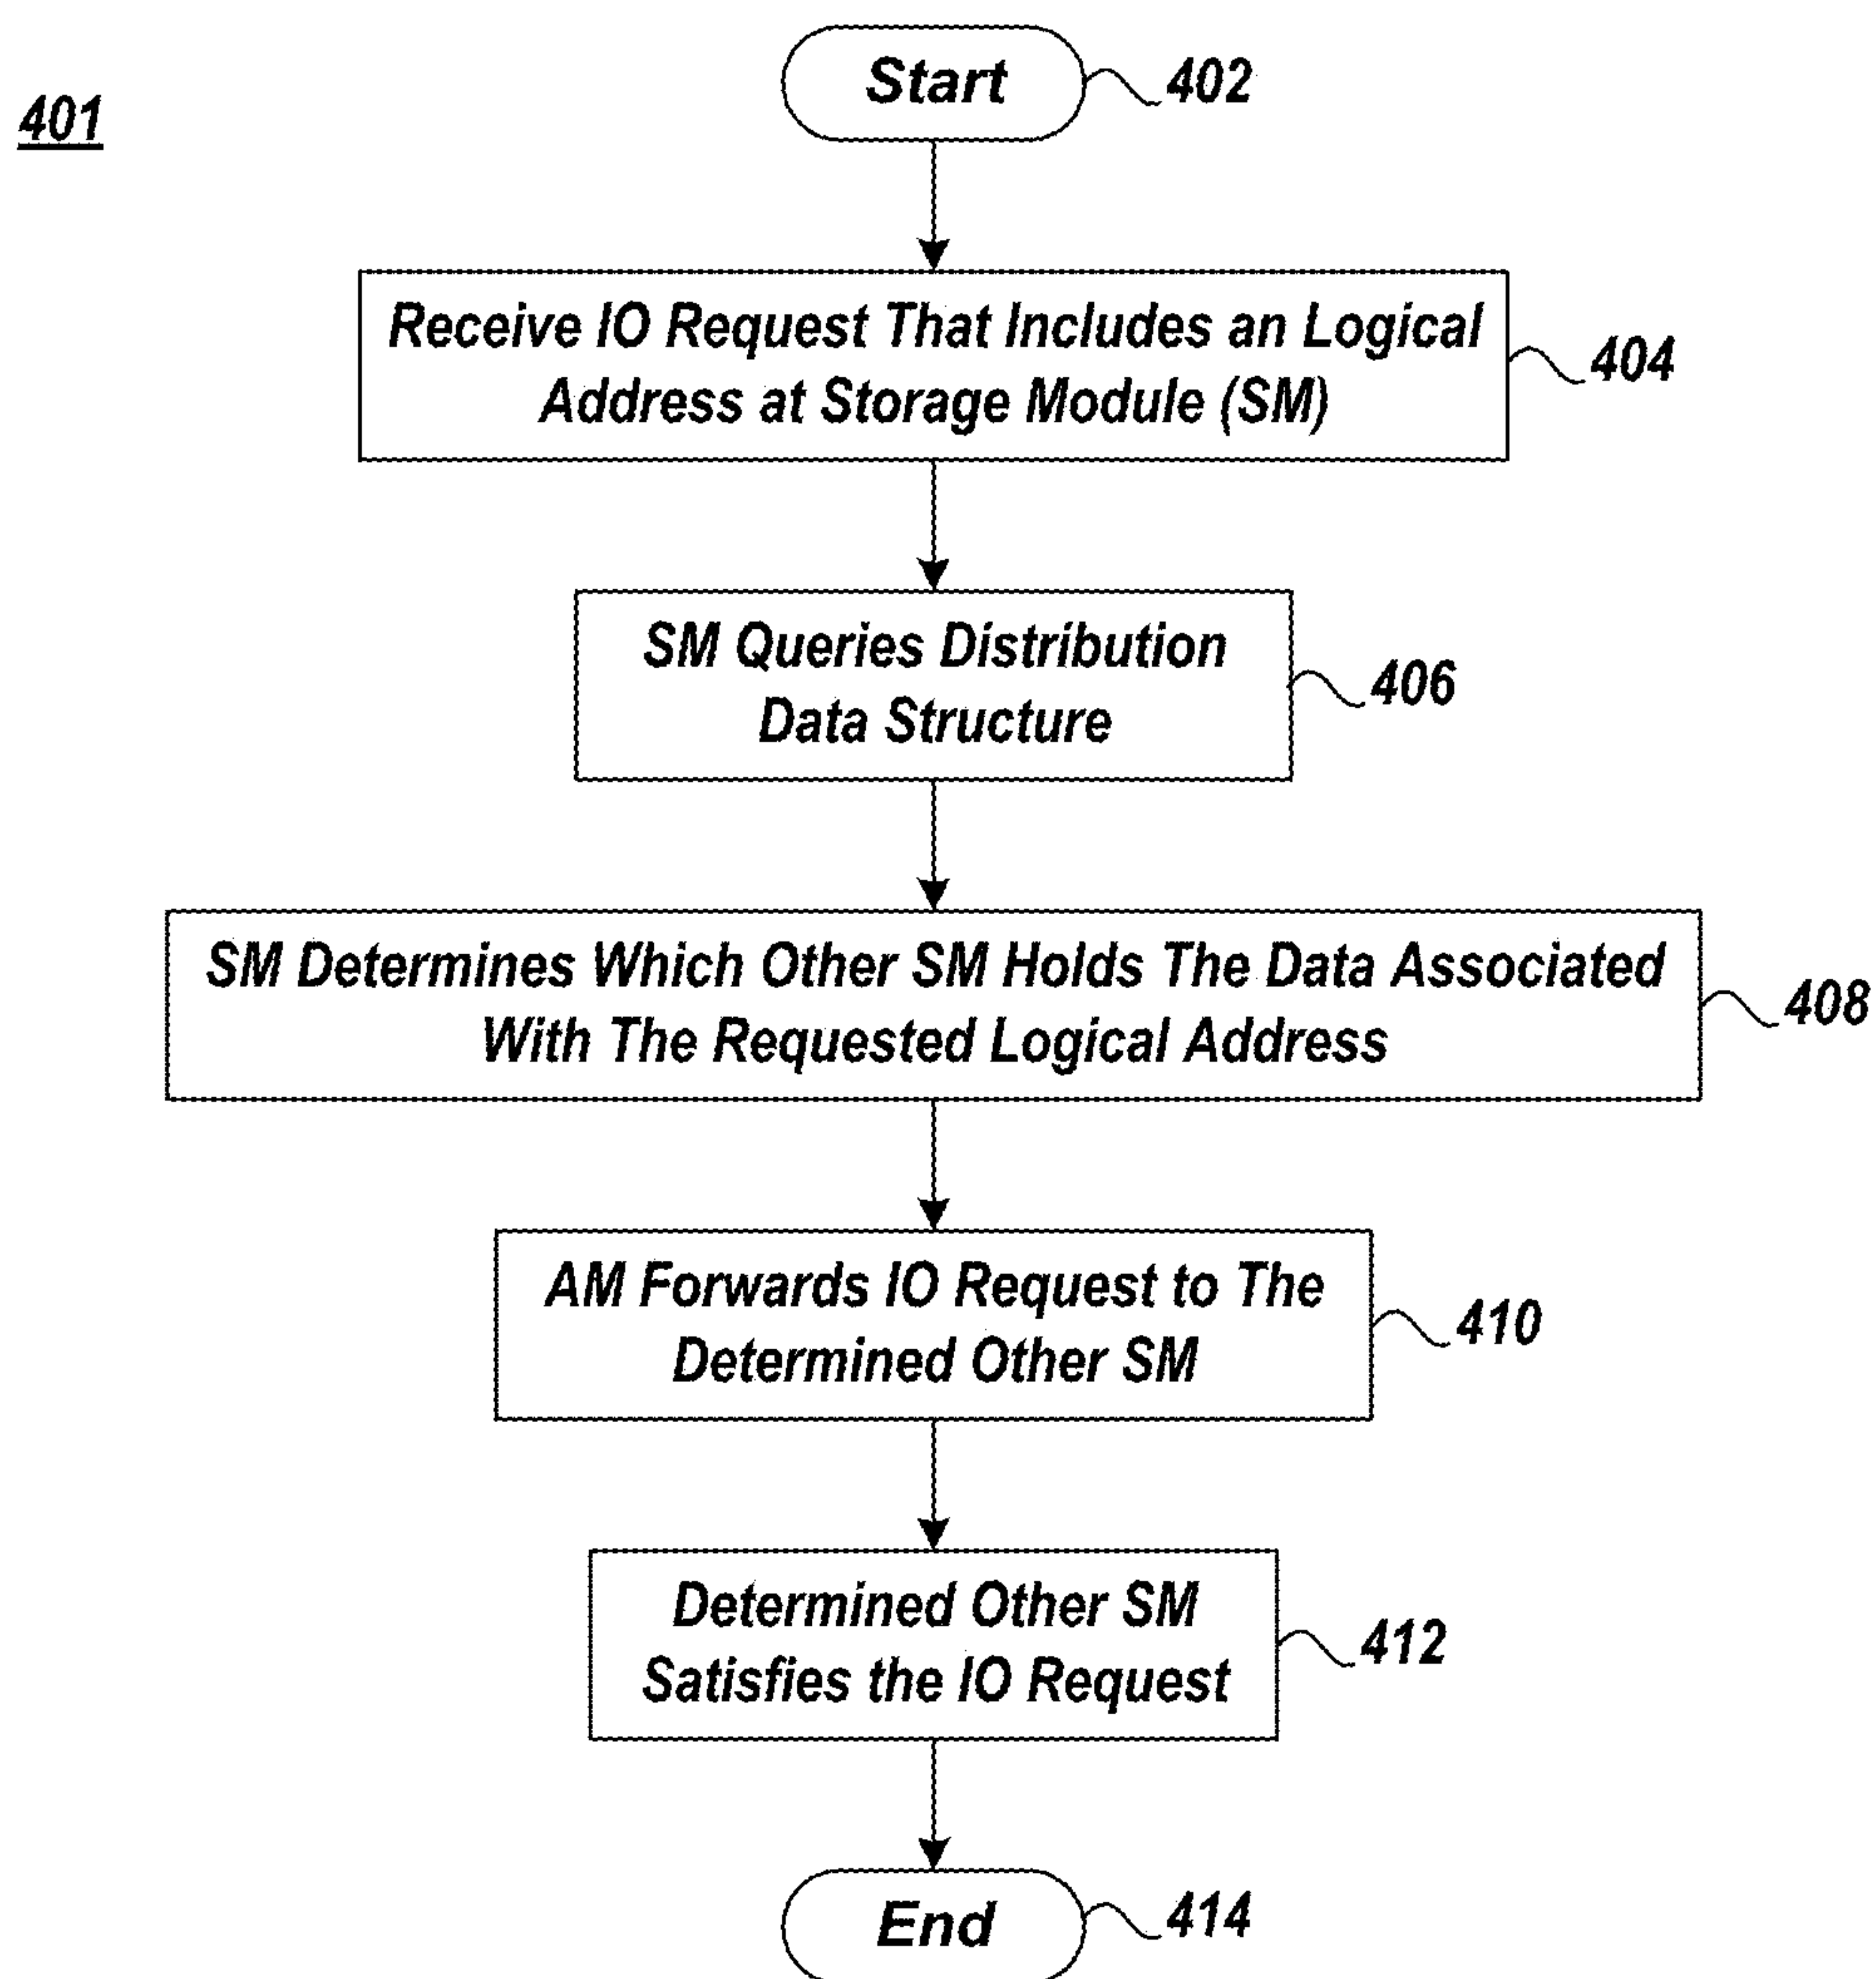 401
Start
402
Receive IO Request That Includes an Logical
Address at Storage Module (SM)
404
SM Queries Distribution
Data Structure
406
SM Determines Which Other SM Holds The Data Associated
With The Requested Logical Address
408
AM Forwards IO Request to The
Determined Other SM
410
Determined Other SM
Satisfies the IO Request
412
End
414